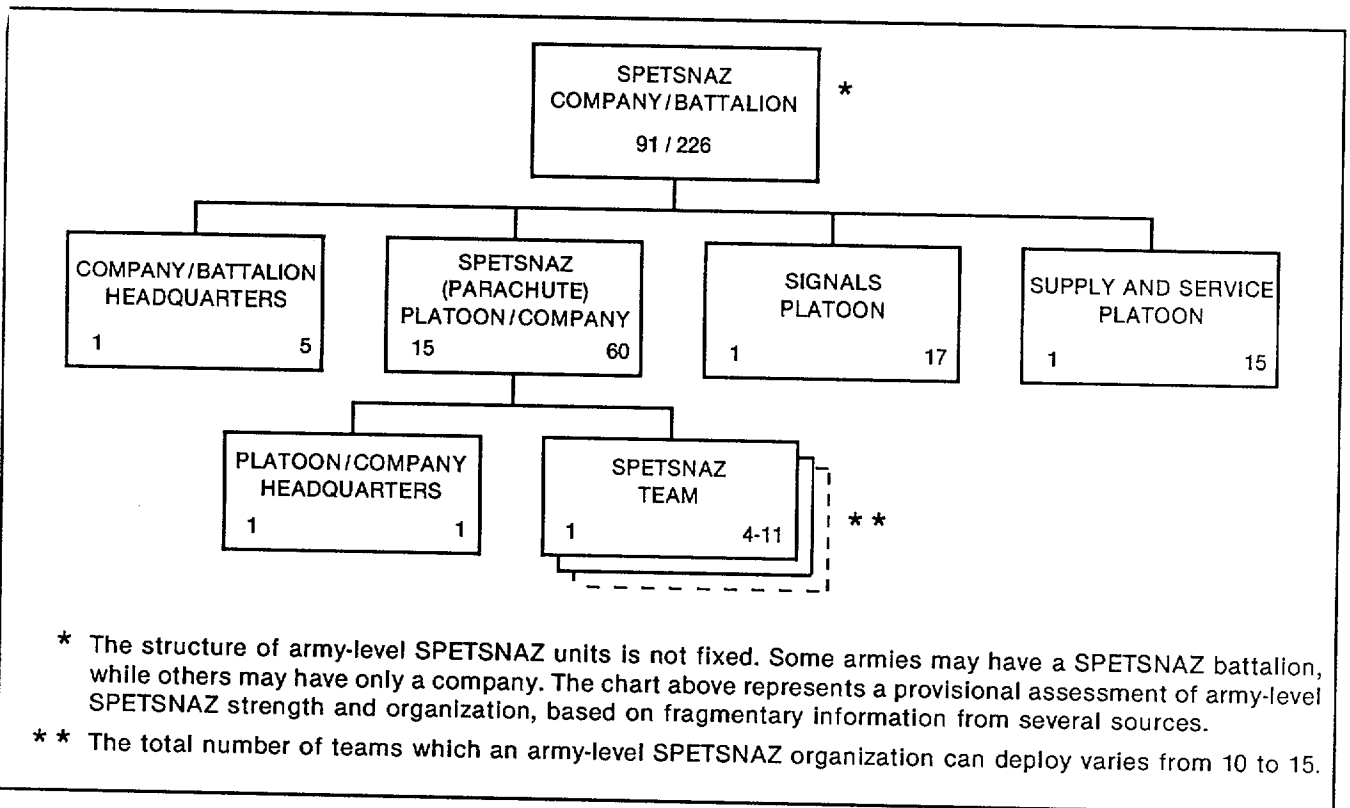 SPETSNAZ
COMPANY/BATTALION
91 / 226
*
COMPANY/BATTALION
HEADQUARTERS
1 5
SPETSNAZ
(PARACHUTE)
PLATOON/COMPANY
15 60
SIGNALS
PLATOON
1 17
SUPPLY AND SERVICE
PLATOON
1 15
PLATOON/COMPANY
HEADQUARTERS
1 1
SPETSNAZ
TEAM
1 4-11
* *
* The structure of army-level SPETSNAZ units is not fixed. Some armies may have a SPETSNAZ battalion,
while others may have only a company. The chart above represents a provisional assessment of army-level
SPETSNAZ strength and organization, based on fragmentary information from several sources.
* * The total number of teams which an army-level SPETSNAZ organization can deploy varies from 10 to 15.